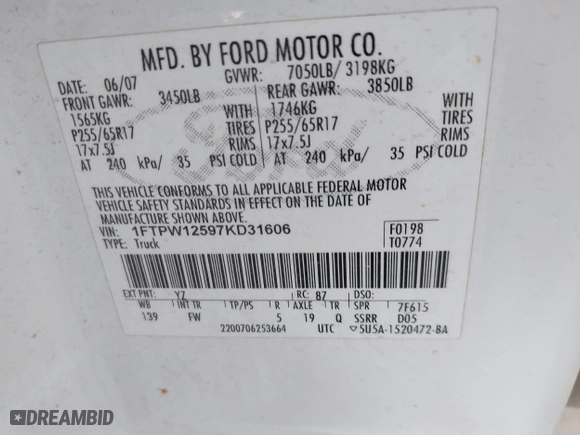 MFD. BY FORD MOTOR CO.
DATE: 06/07 GVWR: 7050LB/ 3198KG
FRONT GAWR: 3450LB REAR GAWR: 3850LB
1565KG WITH 1746KG WITH
P255/65R17 TIRES P255/65R17 TIRES
17x7.5J RIMS 17x7.5J RIMS
AT 240 kPa/ 35 PSI COLD AT 240 kPa/ 35 PSI COLD
THIS VEHICLE CONFORMS TO ALL APPLICABLE FEDERAL MOTOR
VEHICLE SAFETY STANDARDS IN EFFECT ON THE DATE OF
MANUFACTURE SHOWN ABOVE.
VIN: 1FTPW12597KD31606 F0198
TYPE: Truck T0774
EXT PNT: YZ RC: 87 DSO:
WB INT TR TP/PS R AXLE TR SPR 7F615
139 FW 5 19 Q SSRR D05
2200706253664 UTC ▽5U5A-1520472-BA
DREAMBID